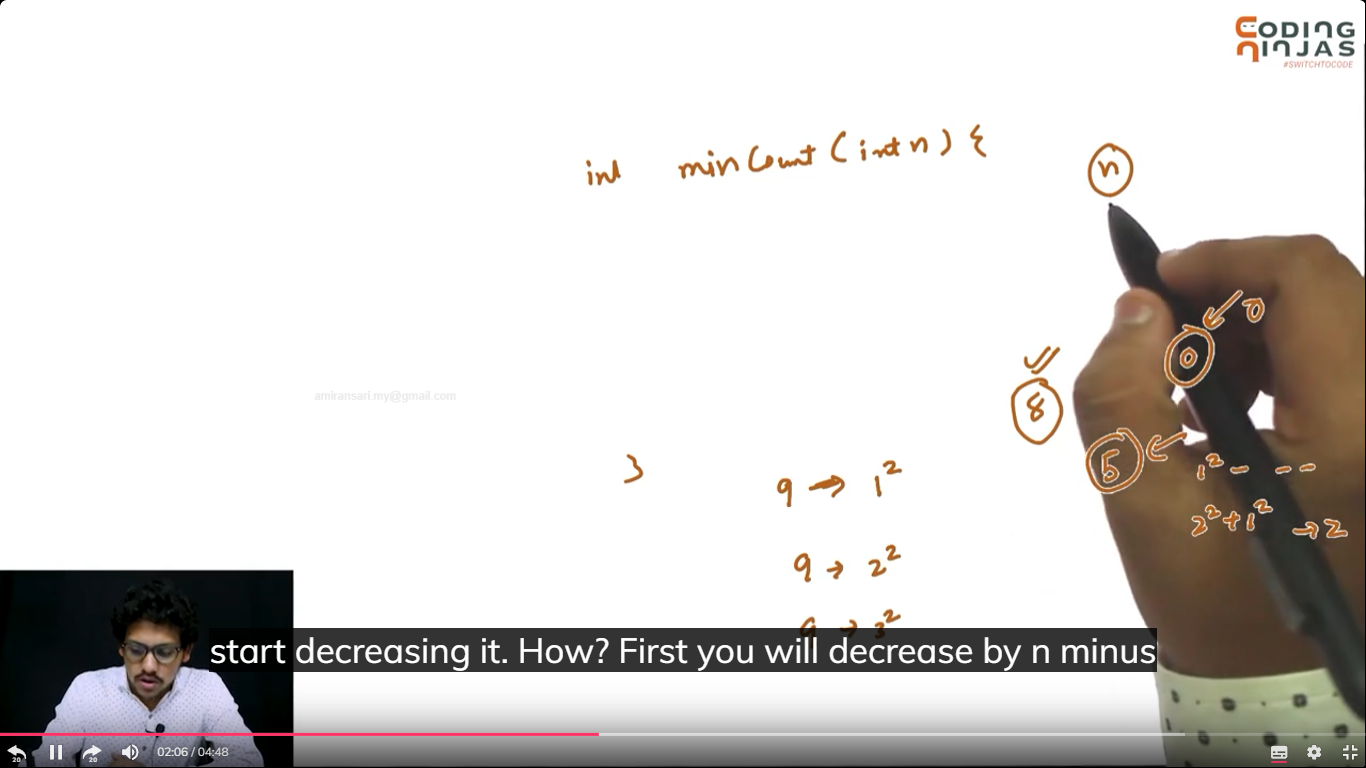 CODING
NINJAS
#SWITCHTOCODE
int minCount (int n) {
n
0
0
8
5
1² - - -
2² + 1² → 2
}
9 → 1²
9 → 2²
9 → 3²
amiransari.my@gmail.com
start decreasing it. How? First you will decrease by n minus
20
20
02:06 / 04:48